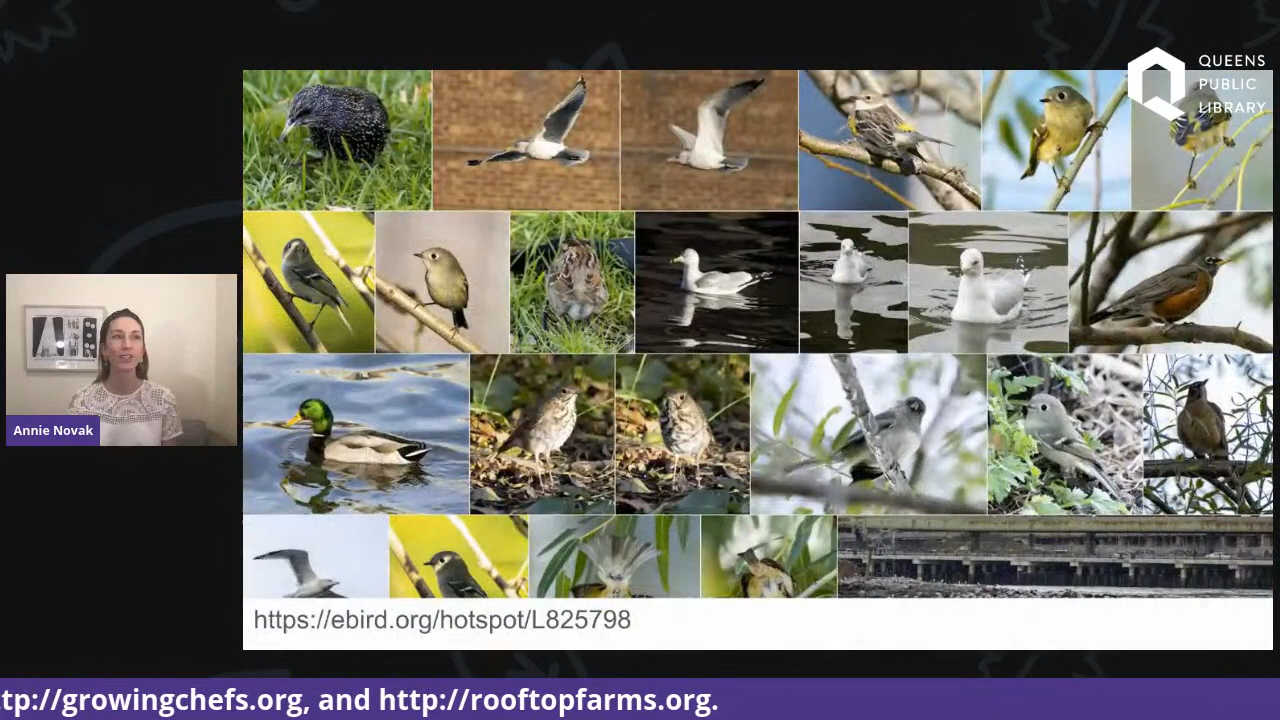 QUEENS
PUBLIC
LIBRARY
Annie Novak
https://ebird.org/hotspot/L825798
tp://growingchefs.org, and http://rooftopfarms.org.